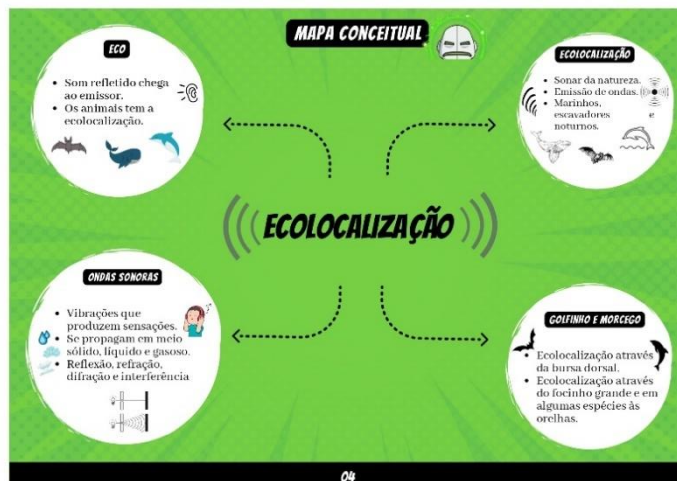 MAPA CONCEITUAL
ECO
• Som refletido chega
ao emissor.
• Os animais tem a
ecolocalização.
ECOLOCALIZAÇÃO
• Sonar da natureza.
• Emissão de ondas.
• Marinhos,
escavadores e
noturnos.
ECOLOCALIZAÇÃO
ONDAS SONORAS
• Vibrações que
produzem sensações.
• Se propagam em meio
sólido, líquido e gasoso.
• Reflexão, refração,
difração e interferência
GOLFINHO E MORCEGO
• Ecolocalização através
da bursa dorsal.
• Ecolocalização através
do focinho grande e em
algumas espécies às
orelhas.
04